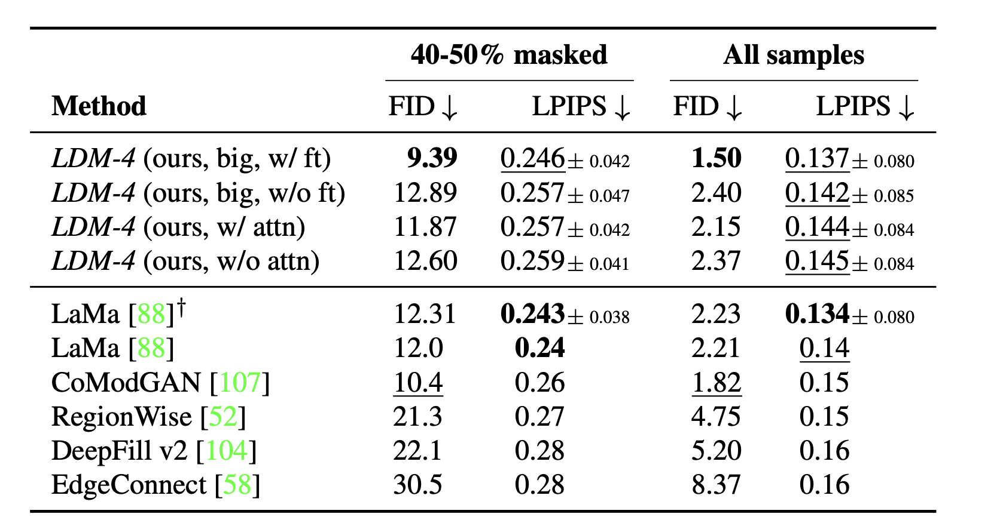 40-50% masked All samples
Method FID ↓ LPIPS ↓ FID ↓ LPIPS ↓
LDM-4 (ours, big, w/ ft) 9.39 0.246 ± 0.042 1.50 0.137 ± 0.080
LDM-4 (ours, big, w/o ft) 12.89 0.257 ± 0.047 2.40 0.142 ± 0.085
LDM-4 (ours, w/ attn) 11.87 0.257 ± 0.042 2.15 0.144 ± 0.084
LDM-4 (ours, w/o attn) 12.60 0.259 ± 0.041 2.37 0.145 ± 0.084
LaMa [88]† 12.31 0.243 ± 0.038 2.23 0.134 ± 0.080
LaMa [88] 12.0 0.24 2.21 0.14
CoModGAN [107] 10.4 0.26 1.82 0.15
RegionWise [52] 21.3 0.27 4.75 0.15
DeepFill v2 [104] 22.1 0.28 5.20 0.16
EdgeConnect [58] 30.5 0.28 8.37 0.16